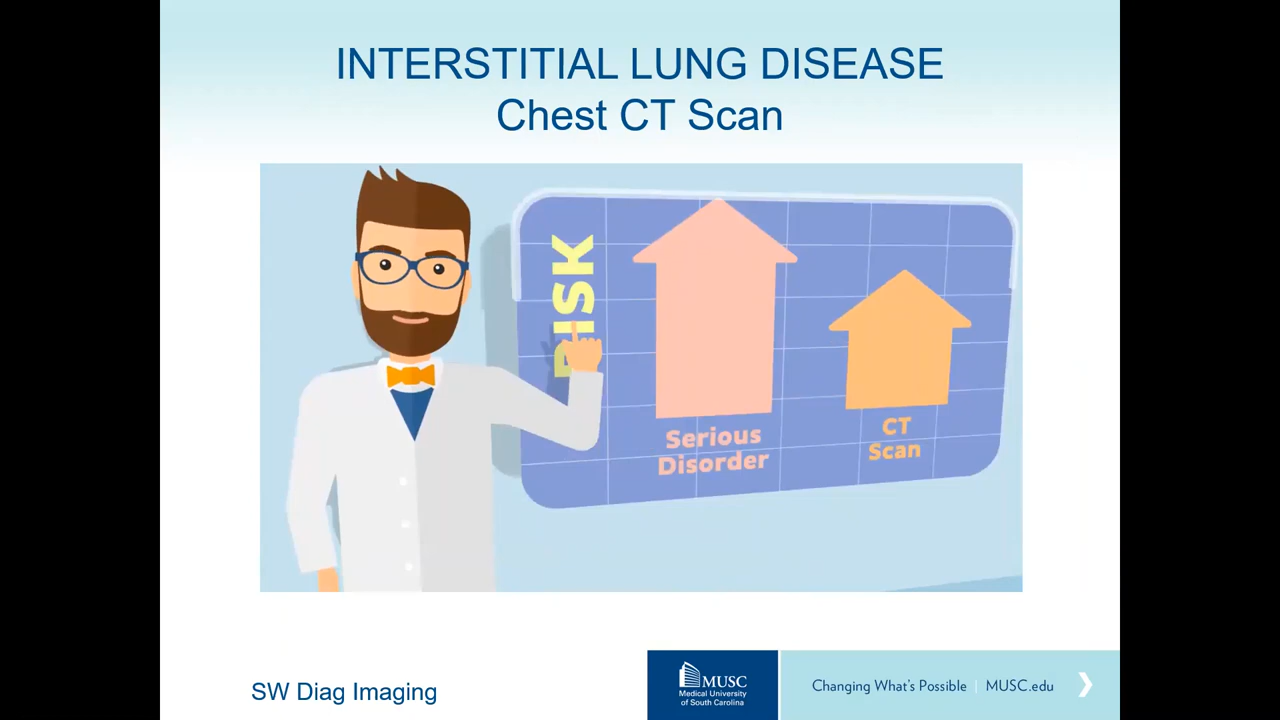 INTERSTITIAL LUNG DISEASE
Chest CT Scan
RISK
Serious
Disorder
CT
Scan
SW Diag Imaging
MUSC
Medical University
of South Carolina
Changing What's Possible | MUSC.edu